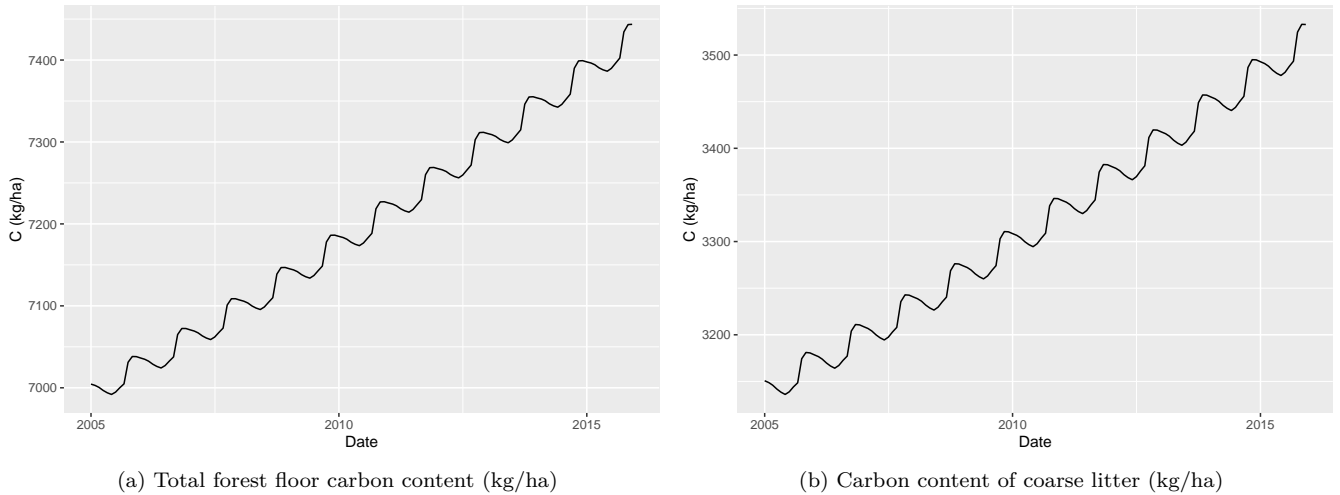 7400
7300
7200
7100
7000
C (kg/ha)
2005
2010
2015
Date
(a) Total forest floor carbon content (kg/ha)
3500
3400
3300
3200
C (kg/ha)
2005
2010
2015
Date
(b) Carbon content of coarse litter (kg/ha)